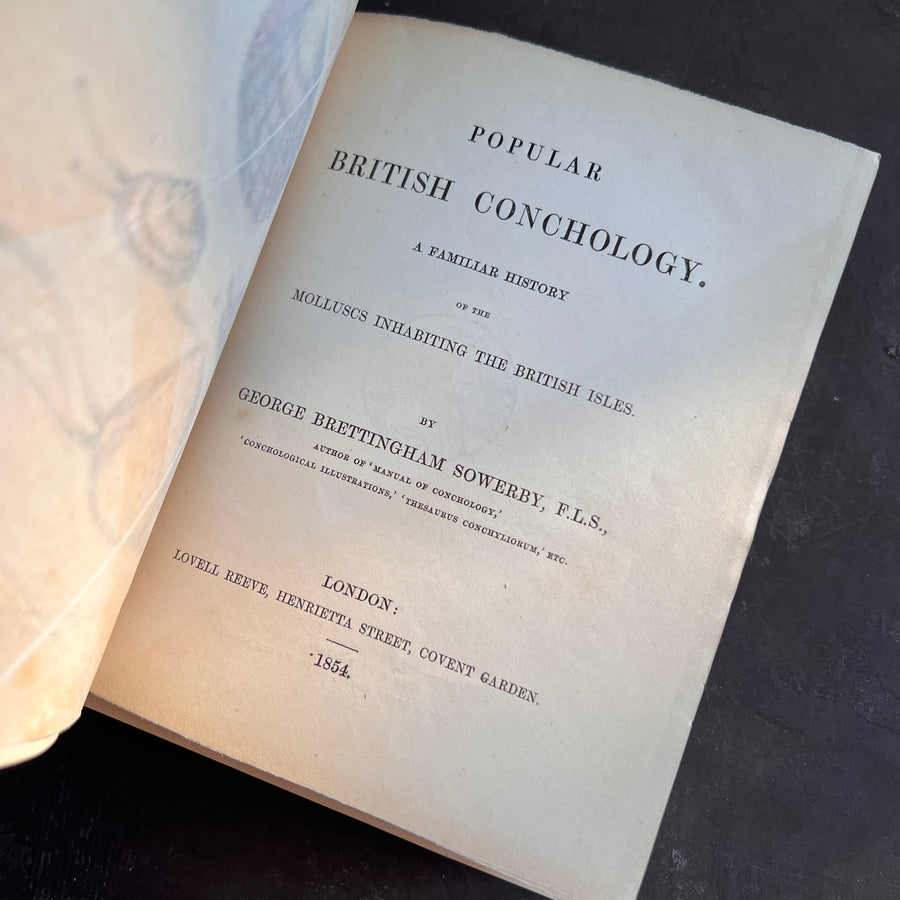 POPULAR
BRITISH CONCHOLOGY.
A FAMILIAR HISTORY
OF THE
MOLLUSCS INHABITING THE BRITISH ISLES.
BY
GEORGE BRETTINGHAM SOWERBY, F.L.S.,
AUTHOR OF 'MANUAL OF CONCHOLOGY,'
'CONCHOLOGICAL ILLUSTRATIONS,' 'THESAURUS CONCHYLIORUM,' ETC.
LONDON:
LOVELL REEVE, HENRIETTA STREET, COVENT GARDEN.
1854.